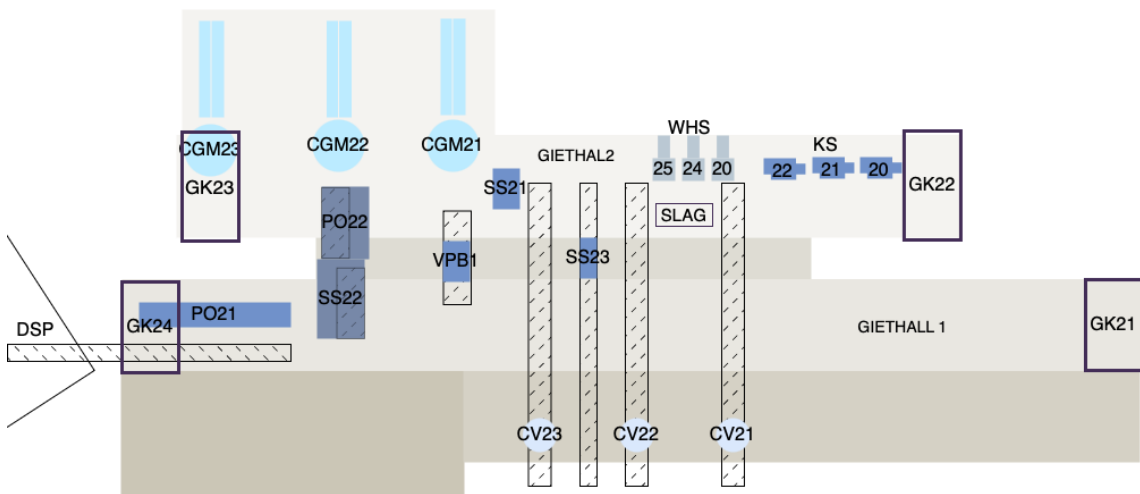 WHS
CGM23
CGM22
CGM21
KS
GIETHAL2
25
24
20
22
21
20
GK23
SS21
GK22
PO22
SLAG
VPB1
SS23
SS22
PO21
GK24
DSP
GIETHALL 1
GK21
CV23
CV22
CV21